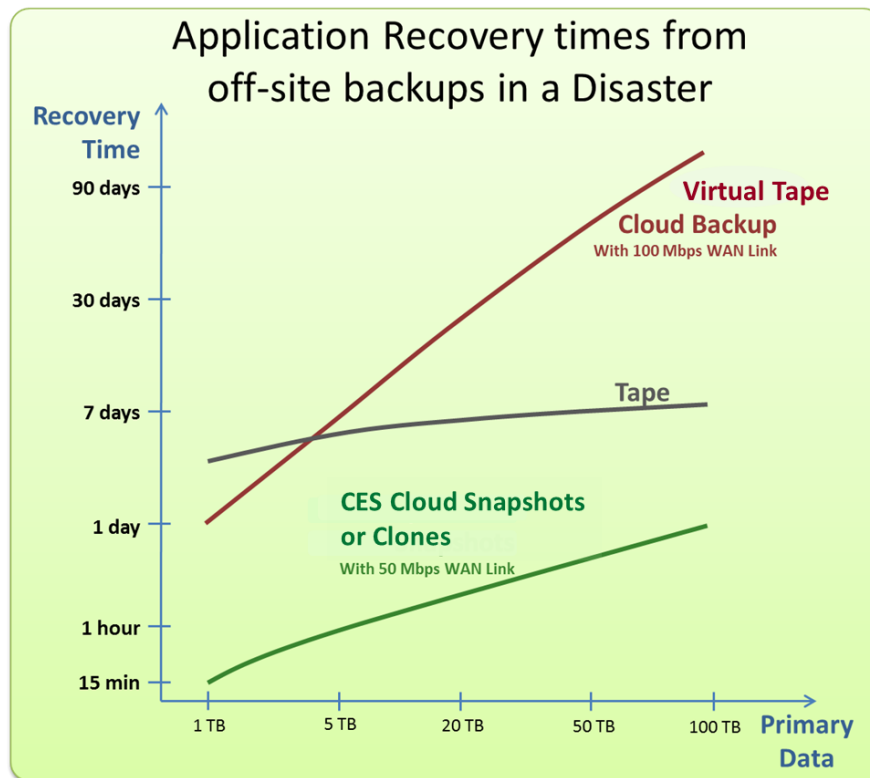 Application Recovery times from
off-site backups in a Disaster
Recovery
Time
90 days
30 days
7 days
1 day
1 hour
15 min
Virtual Tape
Cloud Backup
With 100 Mbps WAN Link
Tape
CES Cloud Snapshots
or Clones
With 50 Mbps WAN Link
1 TB
5 TB
20 TB
50 TB
100 TB
Primary
Data